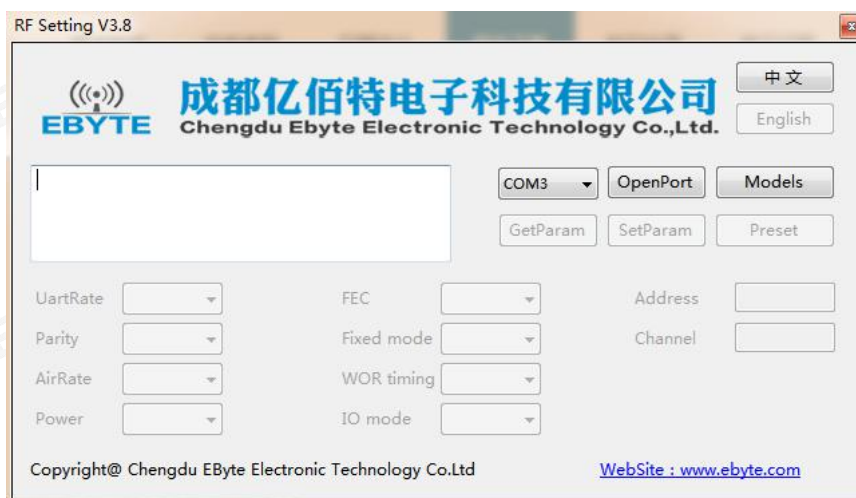 RF Setting V3.8
EBYTE
成都亿佰特电子科技有限公司
Chengdu Ebyte Electronic Technology Co.,Ltd.
中文
English
COM3
OpenPort
Models
GetParam
SetParam
Preset
UartRate
FEC
Address
Parity
Fixed mode
Channel
AirRate
WOR timing
Power
IO mode
Copyright@ Chengdu EByte Electronic Technology Co.Ltd
WebSite : www.ebyte.com